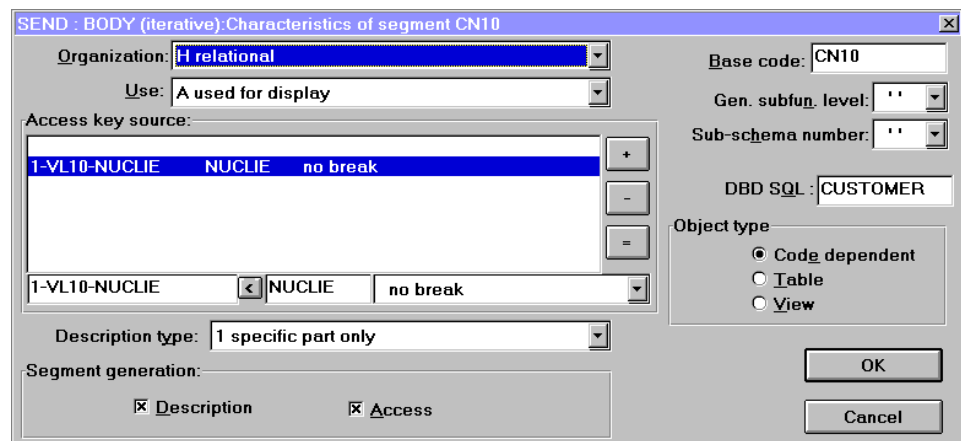 SEND : BODY (iterative):Characteristics of segment CN10
Organization: H relational
Base code: CN10
Use: A used for display
Gen. subfun. level: ' '
Access key source:
Sub-schema number: ' '
1-VL10-NUCLIE NUCLIE no break
+
-
=
DBD SQL : CUSTOMER
Object type
Code dependent
Table
View
1-VL10-NUCLIE < NUCLIE no break
Description type: 1 specific part only
Segment generation:
Description Access
OK
Cancel